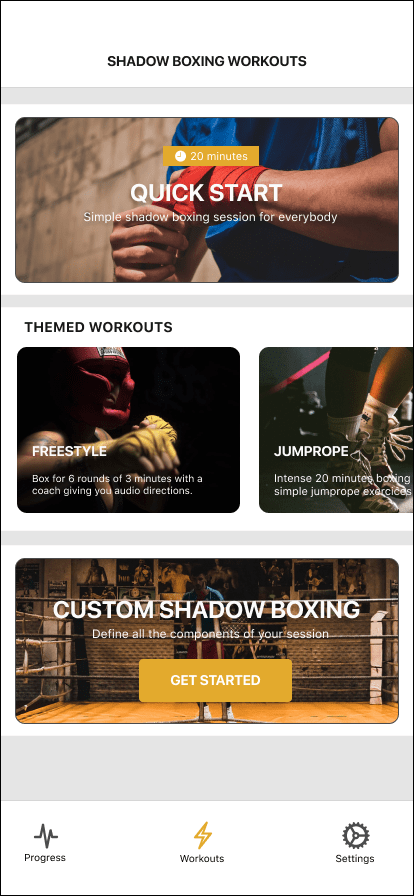 SHADOW BOXING WORKOUTS
20 minutes
QUICK START
Simple shadow boxing session for everybody
THEMED WORKOUTS
FREESTYLE
Box for 6 rounds of 3 minutes with a
coach giving you audio directions.
JUMPROPE
Intense 20 minutes boxing
simple jumprope exercices
CUSTOM SHADOW BOXING
Define all the components of your session
GET STARTED
Progress
Workouts
Settings